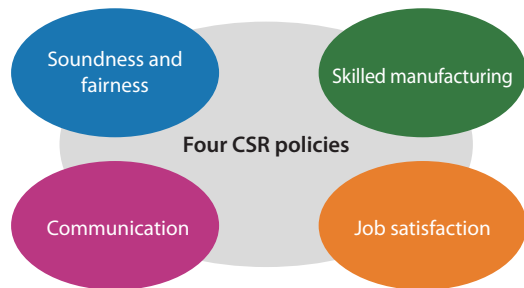 Soundness and
fairness
Skilled manufacturing
Four CSR policies
Communication
Job satisfaction